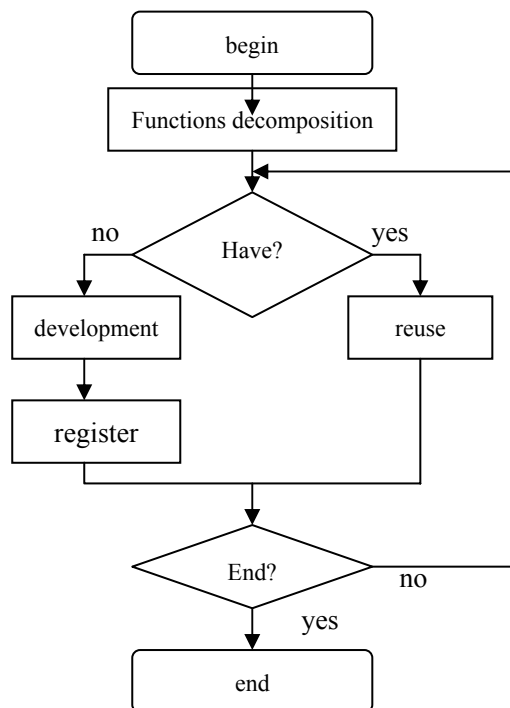 begin
Functions decomposition
no
yes
Have?
development
reuse
register
End?
no
yes
end